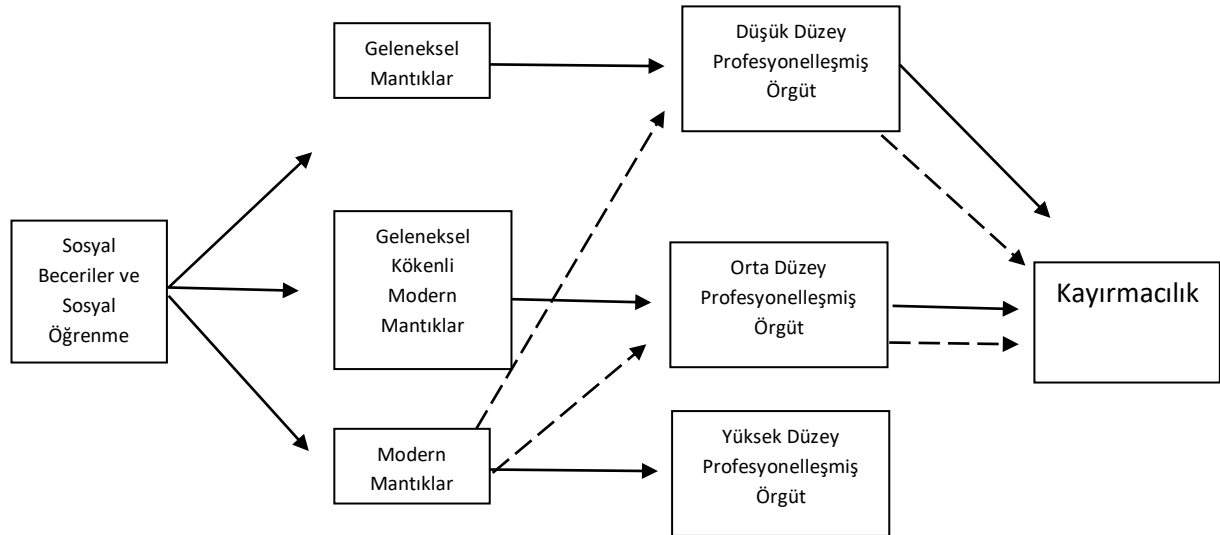 Sosyal
Beceriler ve
Sosyal
Öğrenme
Geleneksel
Mantıklar
Geleneksel
Kökenli
Modern
Mantıklar
Modern
Mantıklar
Düşük Düzey
Profesyonelleşmiş
Örgüt
Orta Düzey
Profesyonelleşmiş
Örgüt
Yüksek Düzey
Profesyonelleşmiş
Örgüt
Kayırmacılık